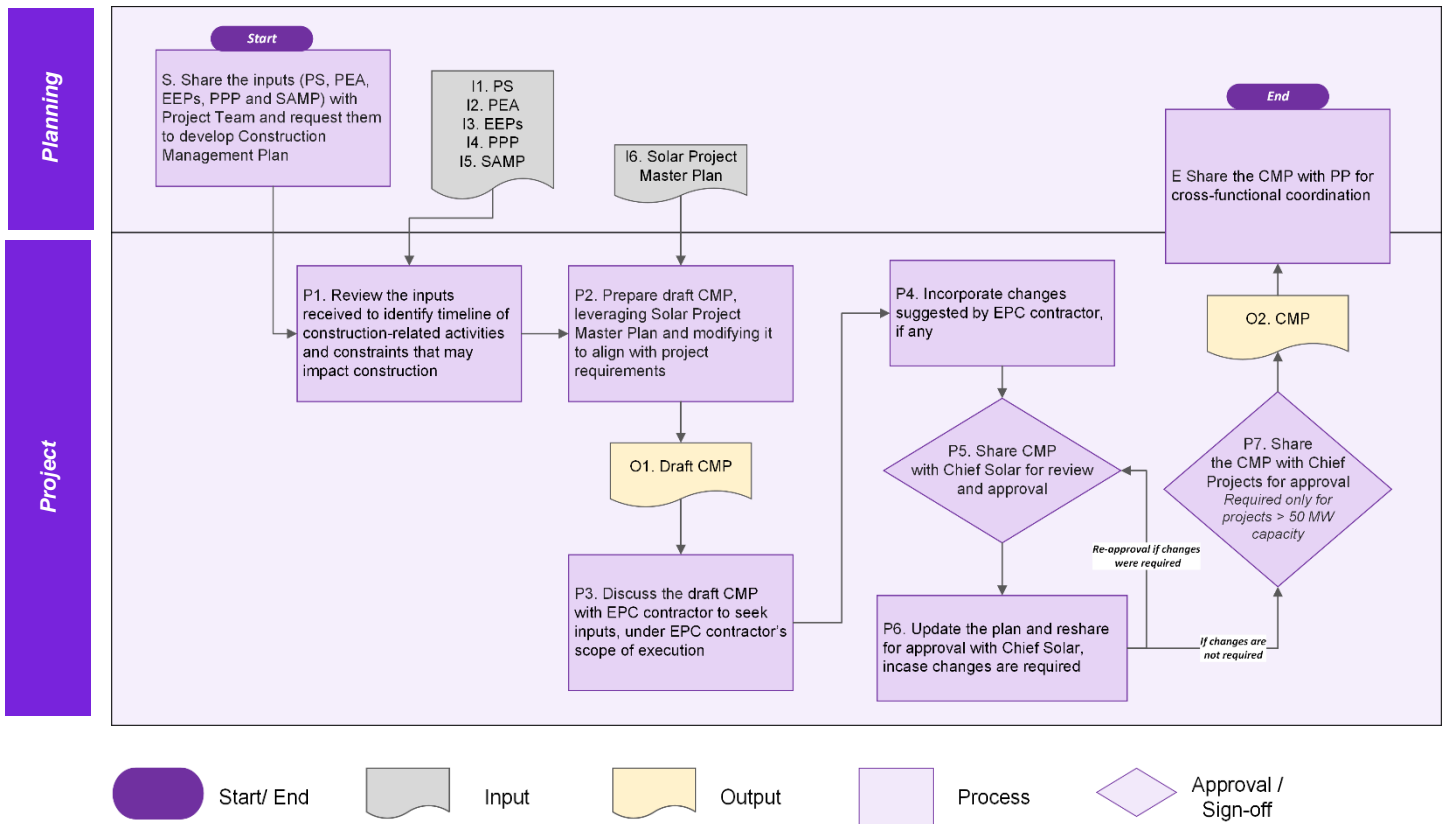 Planning
Start
S. Share the inputs (PS, PEA,
EEPs, PPP and SAMP) with
Project Team and request them
to develop Construction
Management Plan
I1. PS
I2. PEA
I3. EEPs
I4. PPP
I5. SAMP
I6. Solar Project
Master Plan
End
E Share the CMP with PP for
cross-functional coordination
Project
P1. Review the inputs
received to identify timeline of
construction-related activities
and constraints that may
impact construction
P2. Prepare draft CMP,
leveraging Solar Project
Master Plan and modifying it
to align with project
requirements
O1. Draft CMP
P3. Discuss the draft CMP
with EPC contractor to seek
inputs, under EPC contractor's
scope of execution
P4. Incorporate changes
suggested by EPC contractor,
if any
P5. Share CMP
with Chief Solar for review
and approval
P6. Update the plan and reshare
for approval with Chief Solar,
incase changes are required
Re-approval if changes
were required
If changes are
not required
P7. Share
the CMP with Chief
Projects for approval
Required only for
projects > 50 MW
capacity
O2. CMP
Start/ End
Input
Output
Process
Approval /
Sign-off